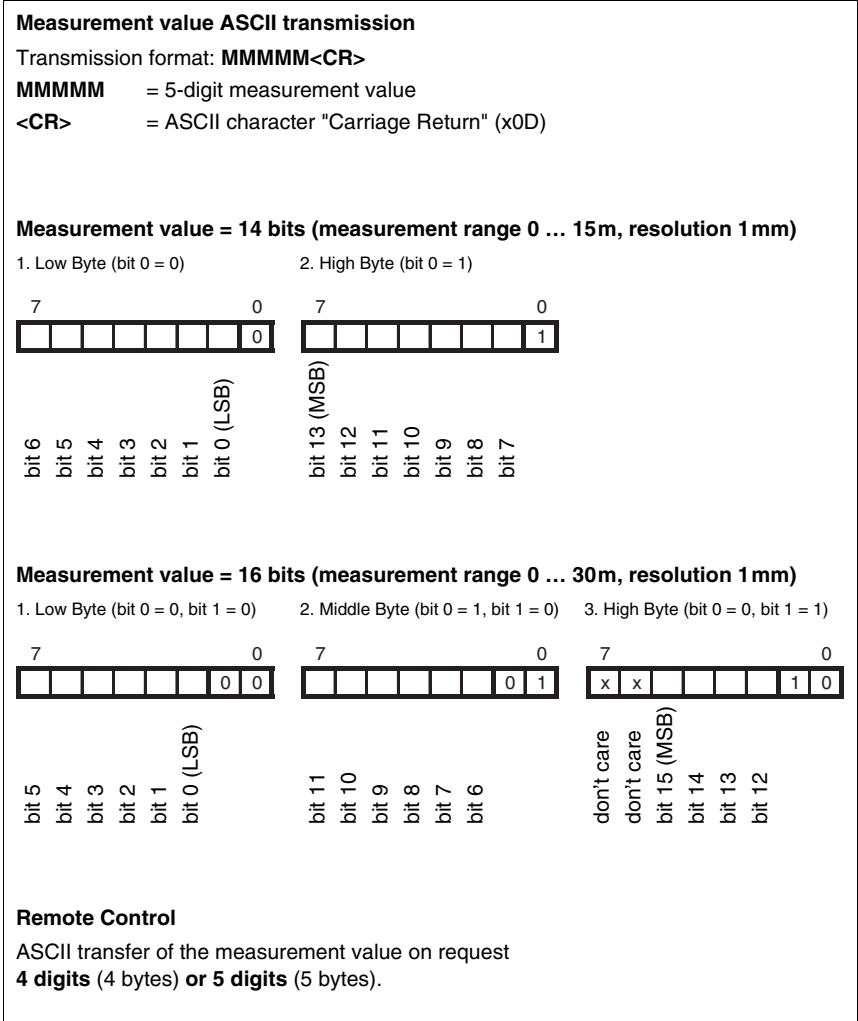 Measurement value ASCII transmission
Transmission format: MMMMM<CR>
MMMMM = 5-digit measurement value
<CR> = ASCII character "Carriage Return" (x0D)
Measurement value = 14 bits (measurement range 0 … 15m, resolution 1mm)
1. Low Byte (bit 0 = 0) 2. High Byte (bit 0 = 1)
7 0 7 0
0 1
bit 6 bit 5 bit 4 bit 3 bit 2 bit 1 bit 0 (LSB) bit 13 (MSB) bit 12 bit 11 bit 10 bit 9 bit 8 bit 7
Measurement value = 16 bits (measurement range 0 … 30m, resolution 1mm)
1. Low Byte (bit 0 = 0, bit 1 = 0) 2. Middle Byte (bit 0 = 1, bit 1 = 0) 3. High Byte (bit 0 = 0, bit 1 = 1)
7 0 7 0 7 0
0 0 0 1 x x 1 0
bit 5 bit 4 bit 3 bit 2 bit 1 bit 0 (LSB) bit 11 bit 10 bit 9 bit 8 bit 7 bit 6 don't care don't care bit 15 (MSB) bit 14 bit 13 bit 12
Remote Control
ASCII transfer of the measurement value on request
4 digits (4 bytes) or 5 digits (5 bytes).